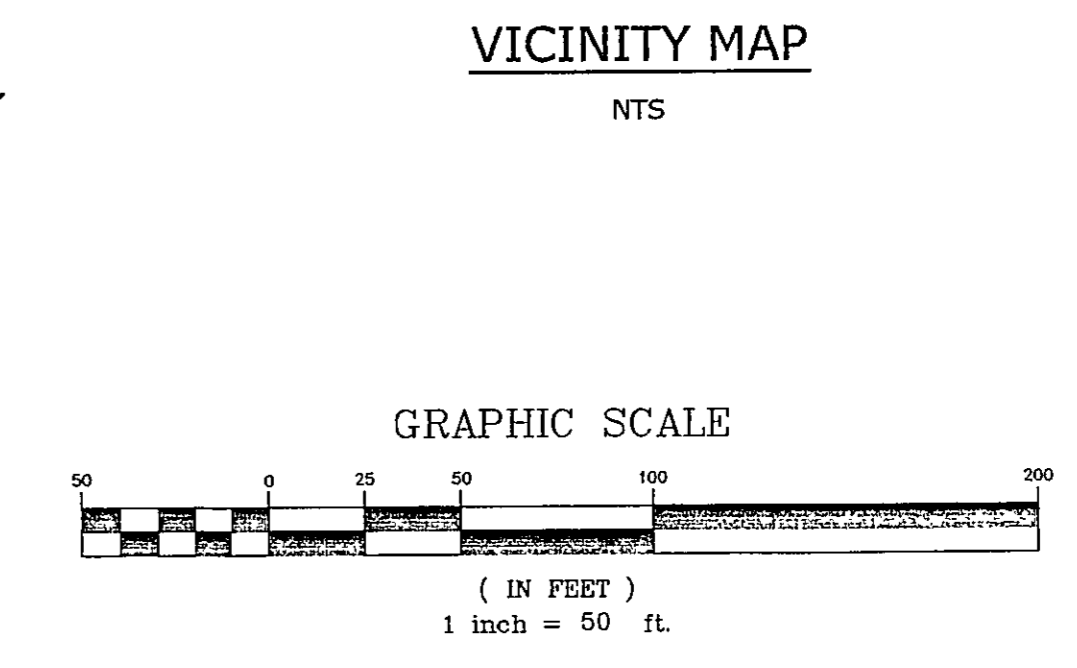 VICINITY MAP
NTS
GRAPHIC SCALE
50 0 25 50 100 200
( IN FEET )
1 inch = 50 ft.